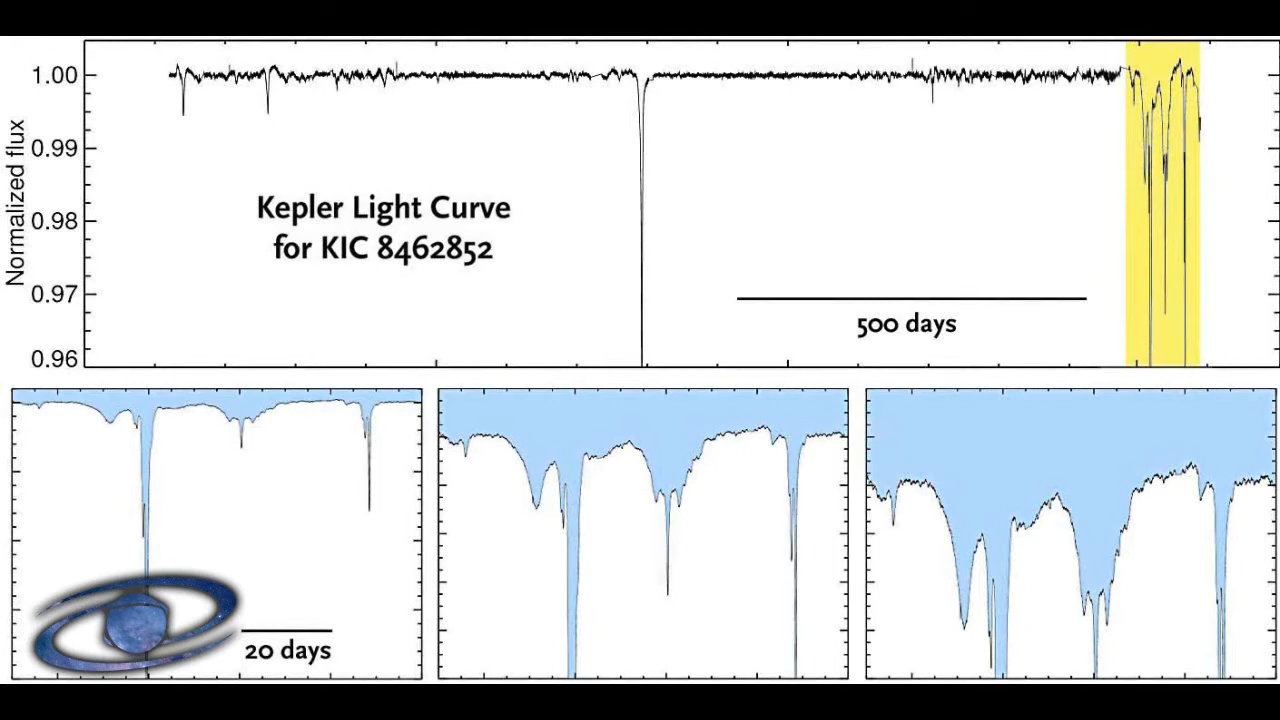 1.00
0.99
0.98
0.97
0.96
Normalized flux
Kepler Light Curve
for KIC 8462852
500 days
20 days